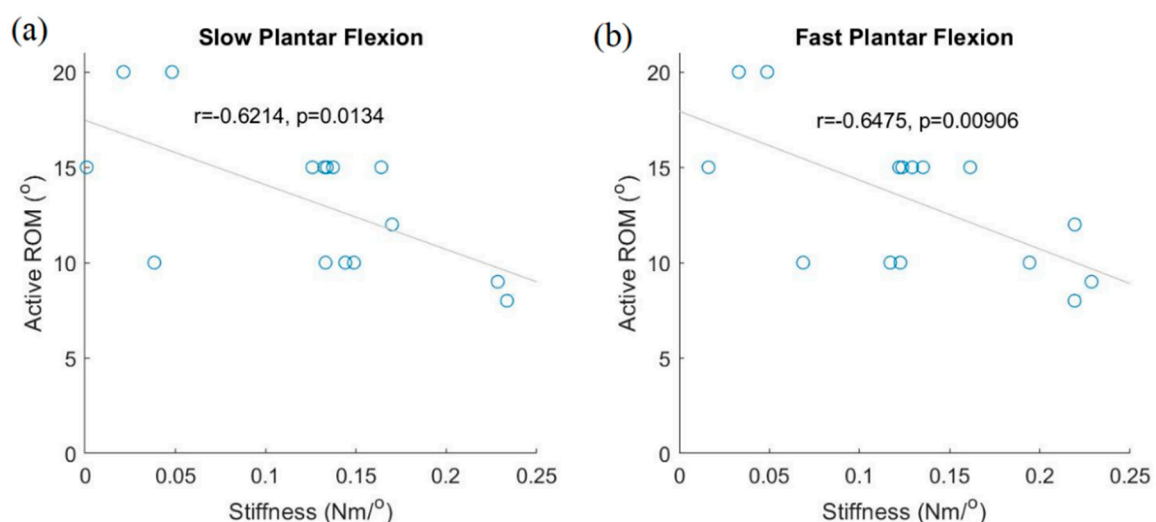 (a)
Slow Plantar Flexion
r=-0.6214, p=0.0134
Active ROM (°)
20
15
10
5
0
0
0.05
0.1
0.15
0.2
0.25
Stiffness (Nm/°)
(b)
Fast Plantar Flexion
r=-0.6475, p=0.00906
Active ROM (°)
20
15
10
5
0
0
0.05
0.1
0.15
0.2
0.25
Stiffness (Nm/°)